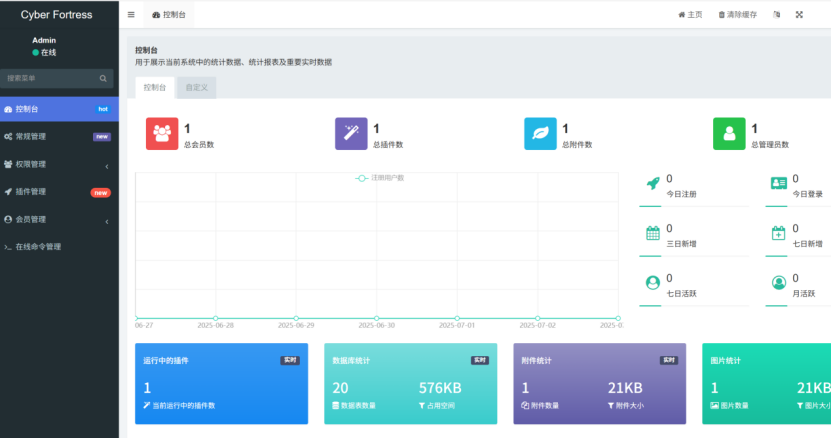 Cyber Fortress
控制台
主页
清除缓存
Admin
在线
搜索菜单
控制台 hot
常规管理 new
权限管理
插件管理 new
会员管理
在线命令管理
控制台
用于展示当前系统中的统计数据、统计报表及重要实时数据
控制台 自定义
1
总会员数
1
总插件数
1
总附件数
1
总管理员数
注册用户数
06-27 2025-06-28 2025-06-29 2025-06-30 2025-07-01 2025-07-02 2025-0
0
今日注册
0
今日登录
0
三日新增
0
七日新增
0
七日活跃
0
月活跃
运行中的插件 实时
1
当前运行中的插件数
数据库统计 实时
20 576KB
数据表数量 占用空间
附件统计 实时
1 21KB
附件数量 附件大小
图片统计
1 21KB
图片数量 图片大小